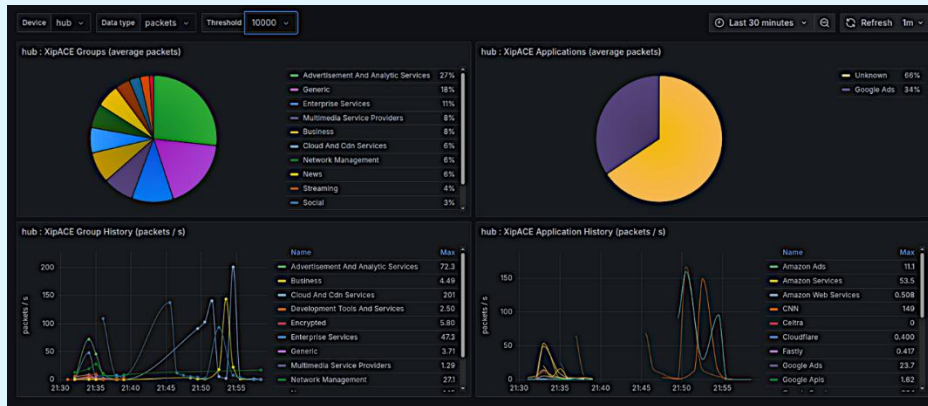 Device hub Data type packets Threshold 10000 Last 30 minutes Refresh 1m
hub : XipACE Groups (average packets)
Advertisement And Analytic Services 27%
Generic 18%
Enterprise Services 11%
Multimedia Service Providers 8%
Business 8%
Cloud And Cdn Services 6%
Network Management 6%
News 6%
Streaming 4%
Social 3%
hub : XipACE Applications (average packets)
Unknown 66%
Google Ads 34%
hub : XipACE Group History (packets / s)
packets / s
200
150
100
50
0
21:30 21:35 21:40 21:45 21:50 21:55
Name Max
Advertisement And Analytic Services 72.3
Business 4.49
Cloud And Cdn Services 201
Development Tools And Services 2.50
Encrypted 5.80
Enterprise Services 47.3
Generic 3.71
Multimedia Service Providers 1.29
Network Management 27.1
hub : XipACE Application History (packets / s)
packets / s
150
100
50
0
21:30 21:35 21:40 21:45 21:50 21:55
Name Max
Amazon Ads 11.1
Amazon Services 53.5
Amazon Web Services 0.508
CNN 149
Celtra 0
Cloudflare 0.400
Fastly 0.417
Google Ads 23.7
Google Apis 1.62